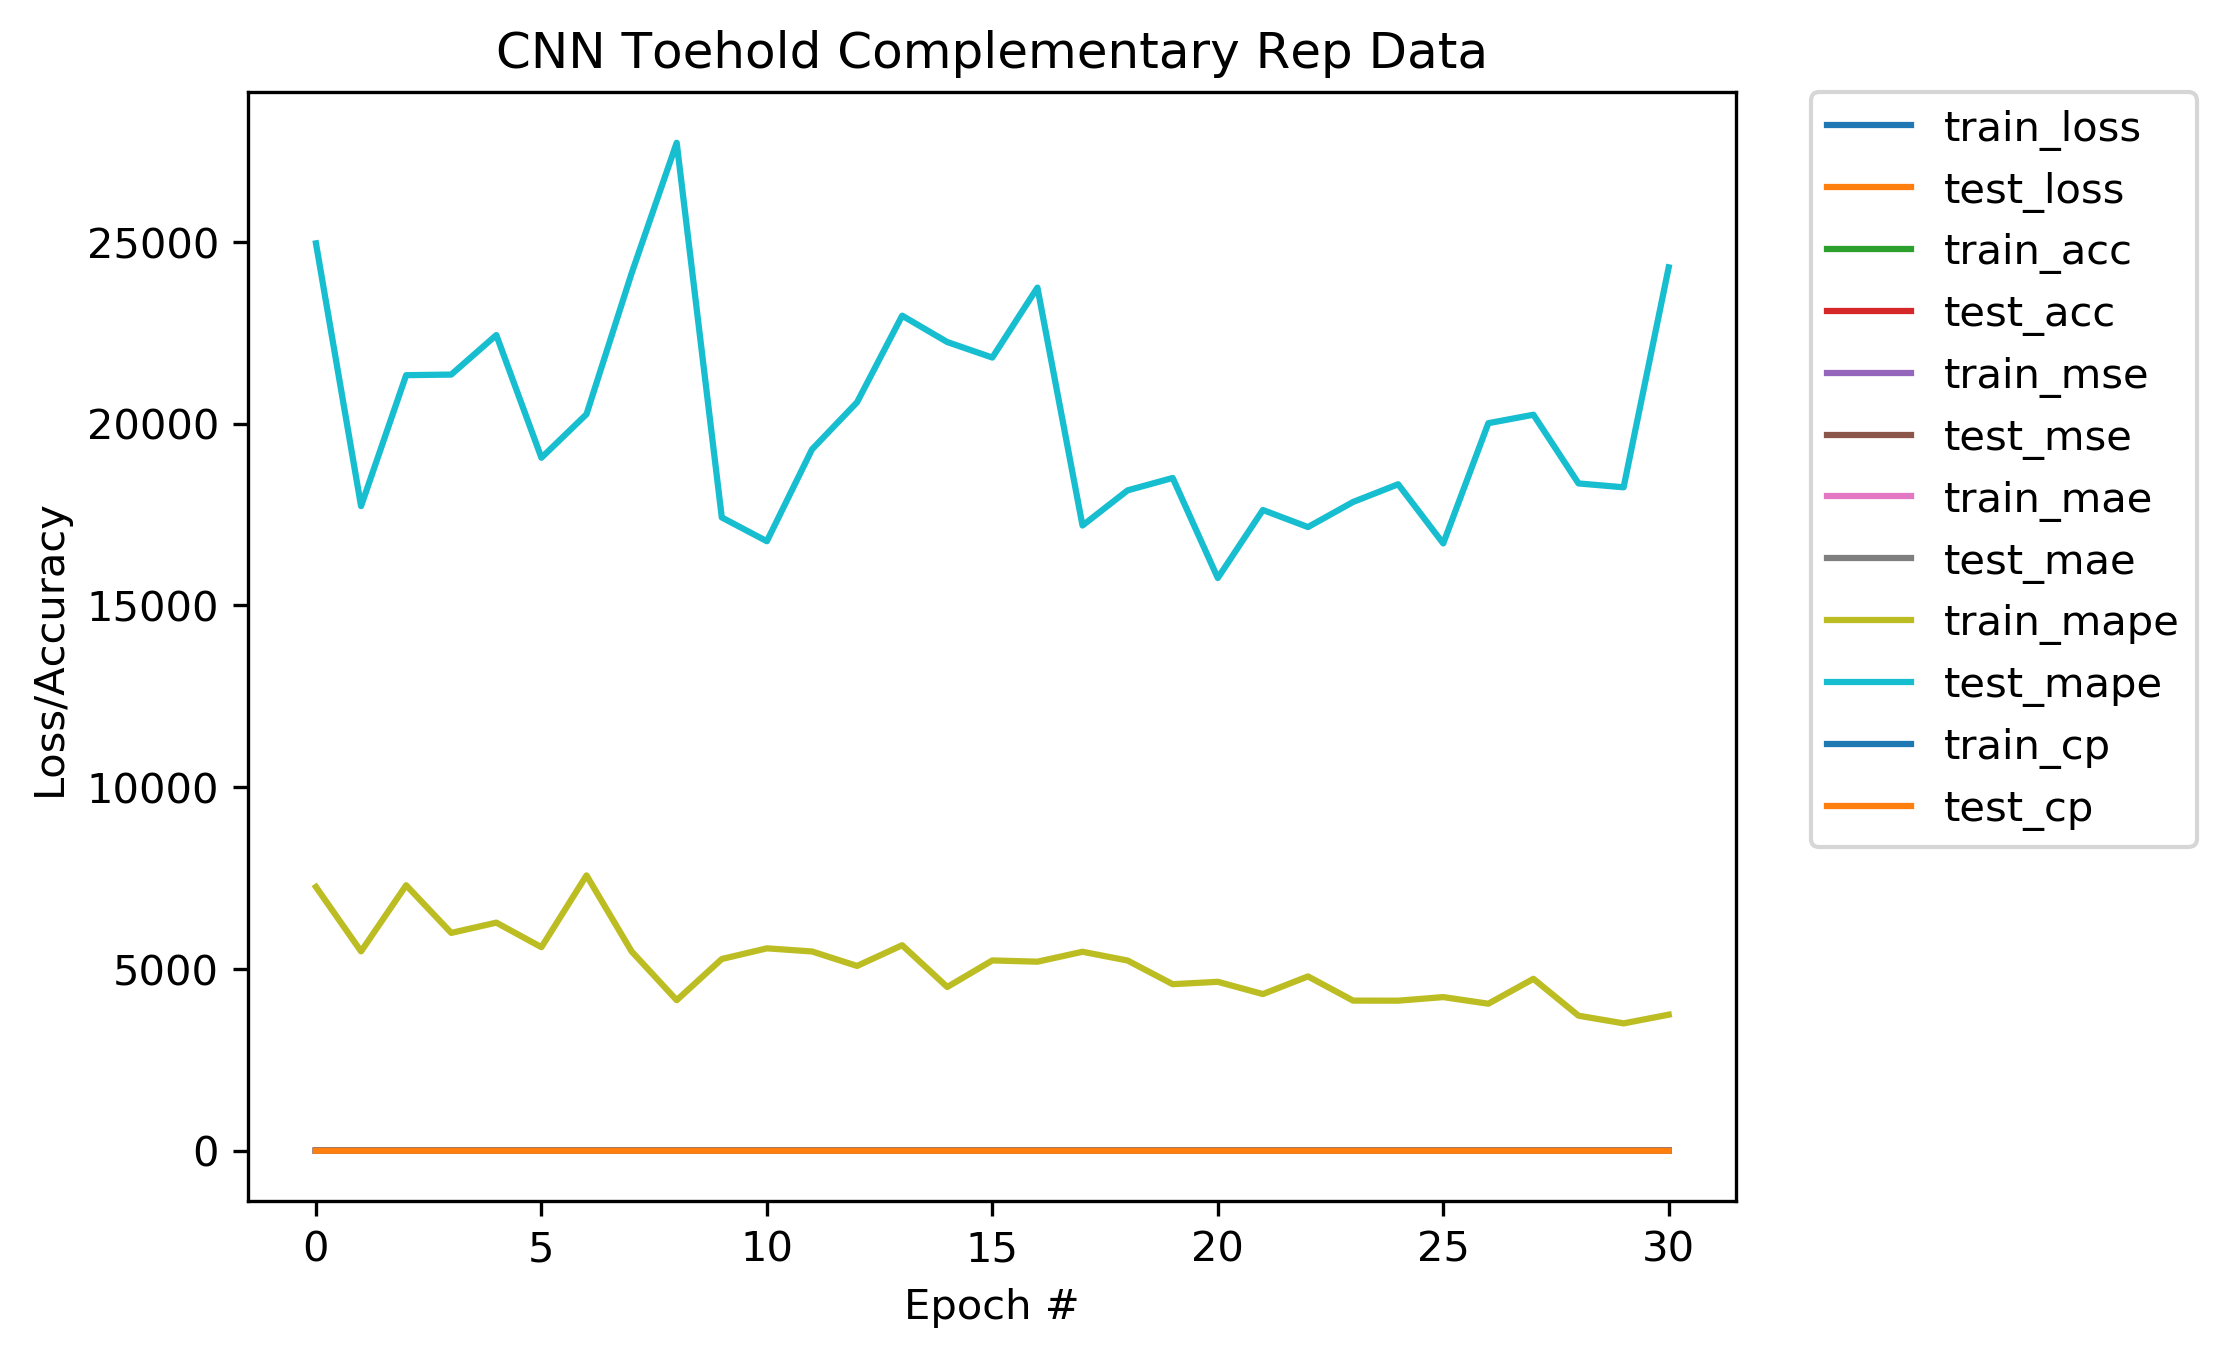 CNN Toehold Complementary Rep Data
Loss/Accuracy
25000
20000
15000
10000
5000
0
0 5 10 15 20 25 30
Epoch #
train_loss
test_loss
train_acc
test_acc
train_mse
test_mse
train_mae
test_mae
train_mape
test_mape
train_cp
test_cp